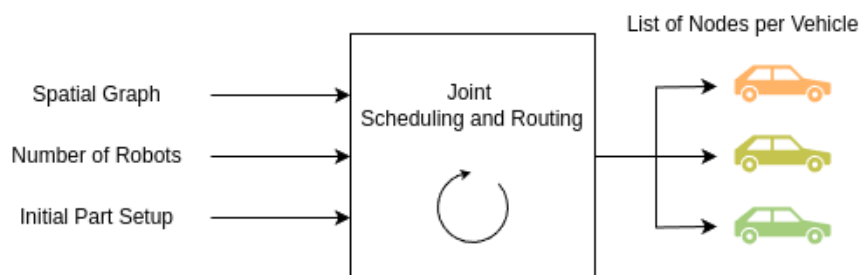 List of Nodes per Vehicle
Joint
Scheduling and Routing
Spatial Graph
Number of Robots
Initial Part Setup